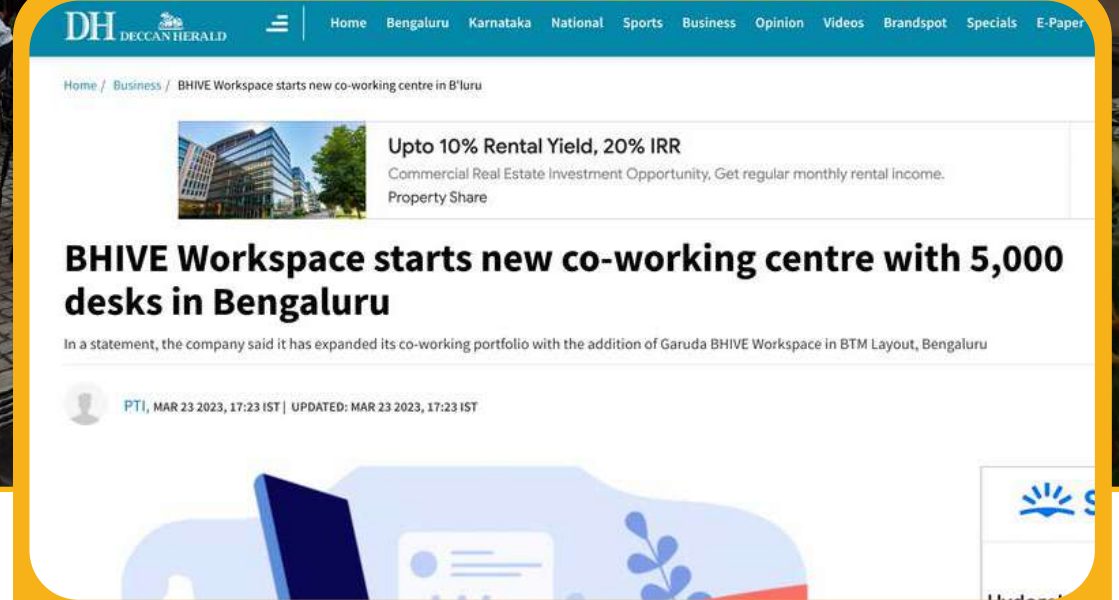 DH DECCAN HERALD
Home Bengaluru Karnataka National Sports Business Opinion Videos Brandspot Specials E-Paper
Home / Business / BHIVE Workspace starts new co-working centre in B'luru
Upto 10% Rental Yield, 20% IRR
Commercial Real Estate Investment Opportunity, Get regular monthly rental income.
Property Share
BHIVE Workspace starts new co-working centre with 5,000
desks in Bengaluru
In a statement, the company said it has expanded its co-working portfolio with the addition of Garuda BHIVE Workspace in BTM Layout, Bengaluru
PTI, MAR 23 2023, 17:23 IST | UPDATED: MAR 23 2023, 17:23 IST